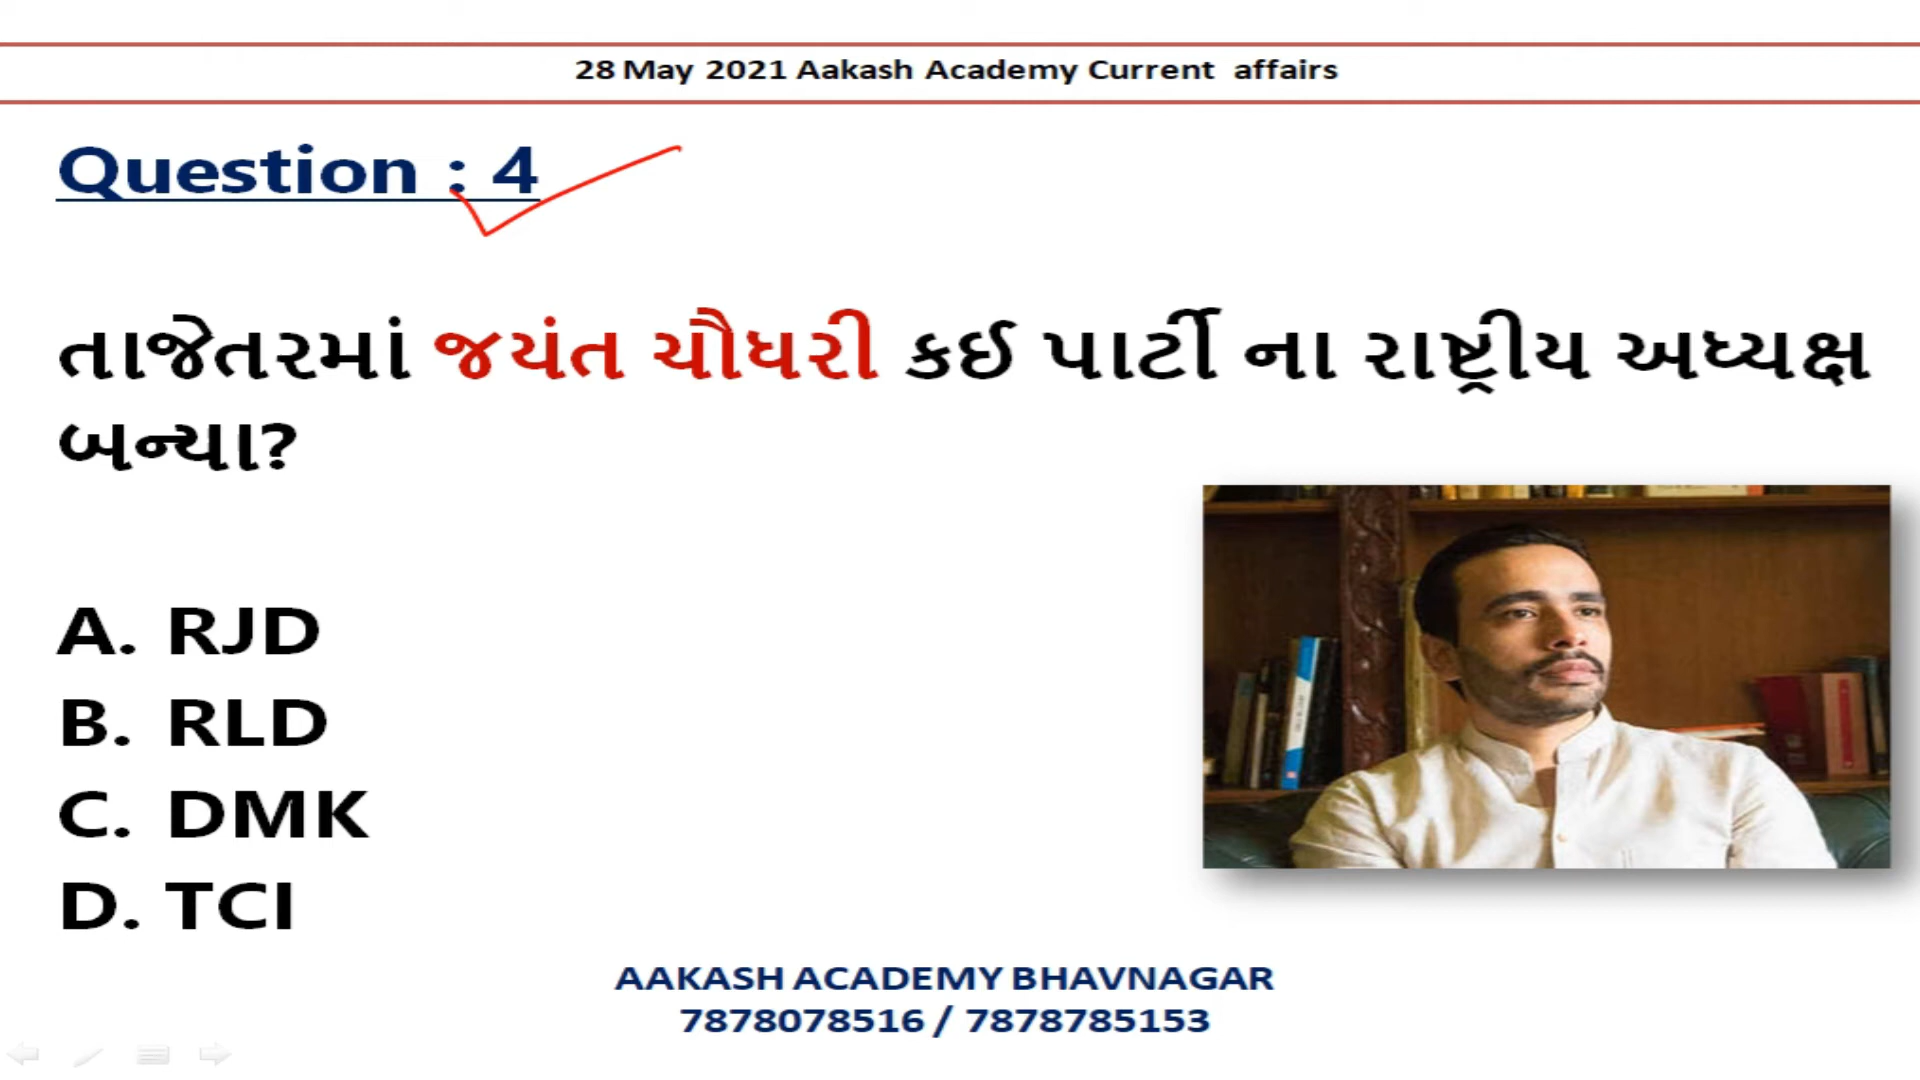 28 May 2021 Aakash Academy Current affairs
Question : 4
તાજેતરમાં જયંત ચૌધરી કઈ પાર્ટી ના રાષ્ટ્રીય અધ્યક્ષ
બન્યા?
A. RJD
B. RLD
C. DMK
D. TCI
AAKASH ACADEMY BHAVNAGAR
7878078516 / 7878785153